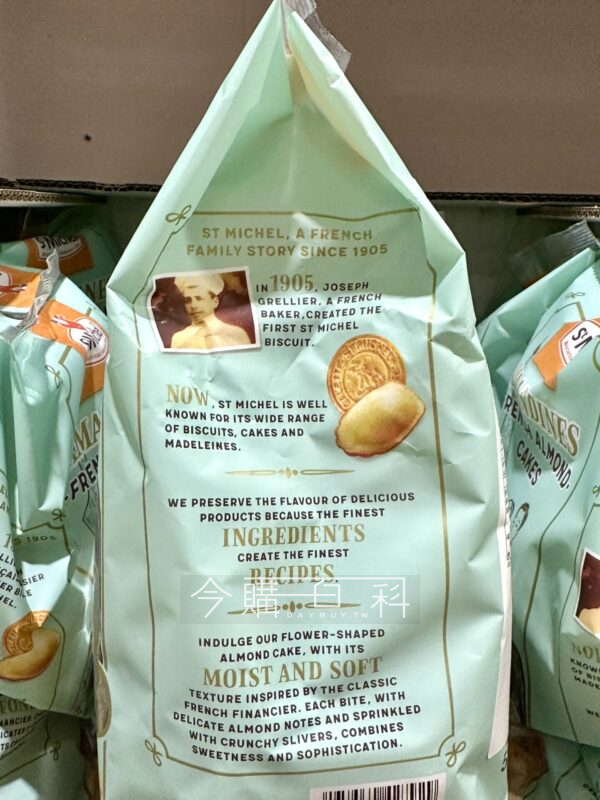 ST MICHEL, A FRENCH
FAMILY STORY SINCE 1905
IN 1905, JOSEPH
GRELLIER, A FRENCH
BAKER, CREATED THE
FIRST ST MICHEL
BISCUIT.
NOW, ST MICHEL IS WELL
KNOWN FOR ITS WIDE RANGE
OF BISCUITS, CAKES AND
MADELEINES.
WE PRESERVE THE FLAVOUR OF DELICIOUS
PRODUCTS BECAUSE THE FINEST
INGREDIENTS
CREATE THE FINEST
RECIPES.
今購百科
INDULGE OUR FLOWER-SHAPED
ALMOND CAKE, WITH ITS
MOIST AND SOFT
TEXTURE INSPIRED BY THE CLASSIC
FRENCH FINANCIER. EACH BITE, WITH
DELICATE ALMOND NOTES AND SPRINKLED
WITH CRUNCHY SLIVERS, COMBINES
SWEETNESS AND SOPHISTICATION.
DINES
ALMOND
CAKES